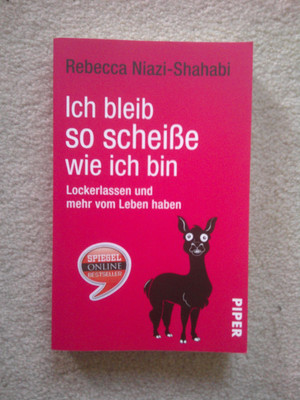 Rebecca Niazi-Shahabi
Ich bleib
so scheiße
wie ich bin
Lockerlassen und
mehr vom Leben haben
SPIEGEL
ONLINE
BESTSELLER
PIPER